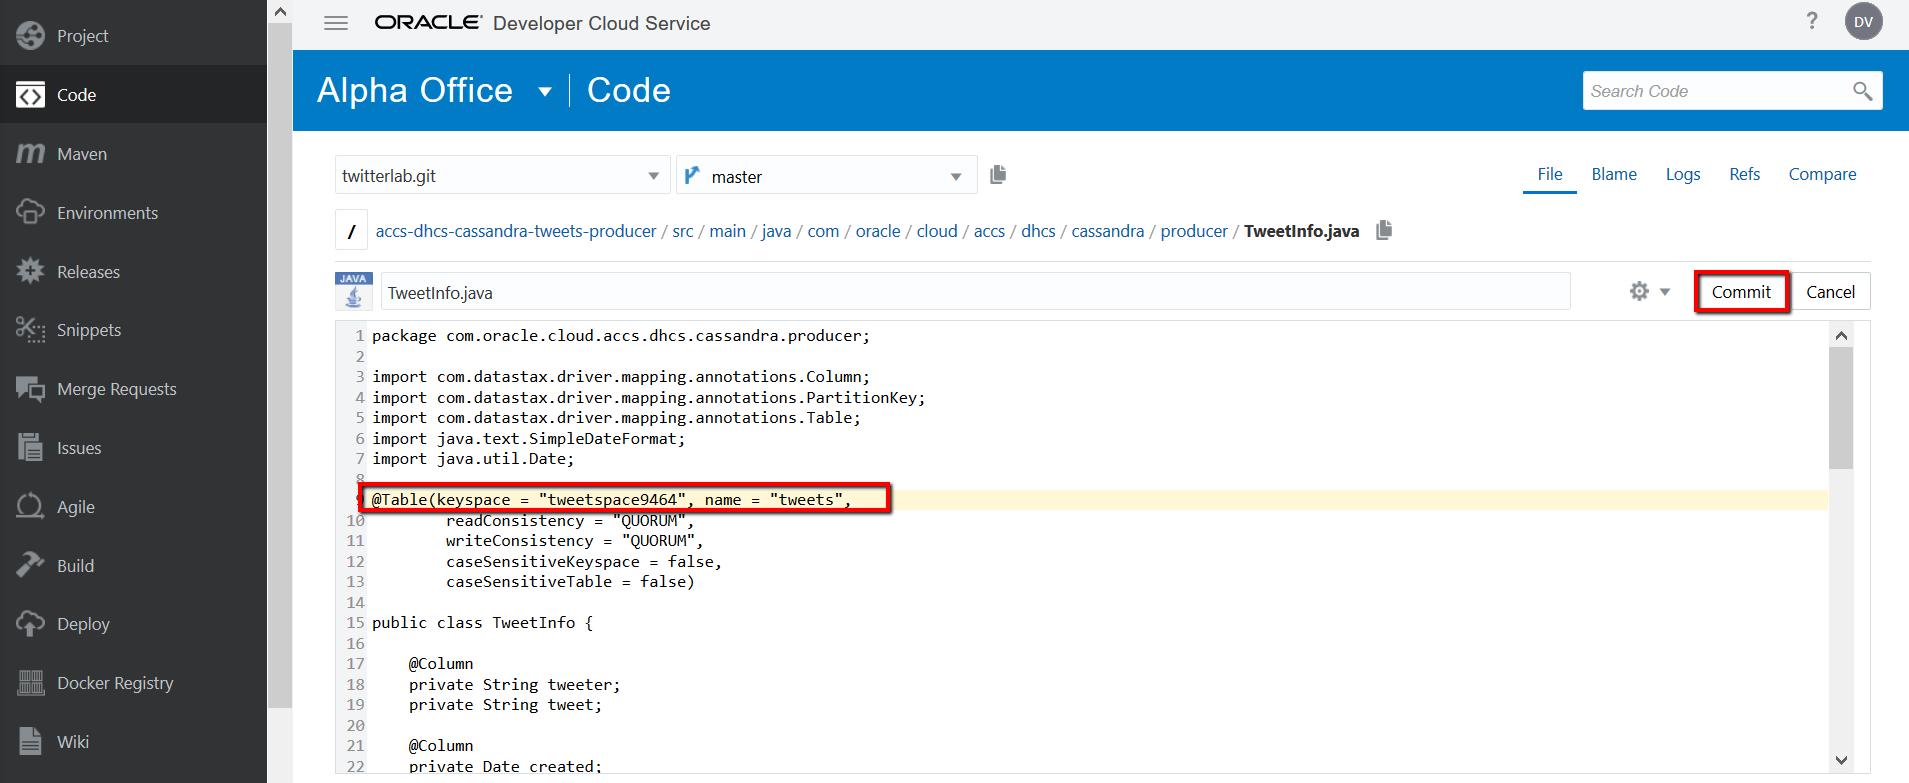 Project
Code
Maven
Environments
Releases
Snippets
Merge Requests
Issues
Agile
Build
Deploy
Docker Registry
Wiki
ORACLE® Developer Cloud Service
? DV
Alpha Office | Code
Search Code
twitterlab.git master
File Blame Logs Refs Compare
/ accs-dhcs-cassandra-tweets-producer / src / main / java / com / oracle / cloud / accs / dhcs / cassandra / producer / TweetInfo.java
JAVA TweetInfo.java Commit Cancel
1 package com.oracle.cloud.accs.dhcs.cassandra.producer;
2
3 import com.datastax.driver.mapping.annotations.Column;
4 import com.datastax.driver.mapping.annotations.PartitionKey;
5 import com.datastax.driver.mapping.annotations.Table;
6 import java.text.SimpleDateFormat;
7 import java.util.Date;
8
9 @Table(keyspace = "tweetspace9464", name = "tweets",
10 readConsistency = "QUORUM",
11 writeConsistency = "QUORUM",
12 caseSensitiveKeyspace = false,
13 caseSensitiveTable = false)
14
15 public class TweetInfo {
16
17 @Column
18 private String tweeter;
19 private String tweet;
20
21 @Column
22 private Date created;